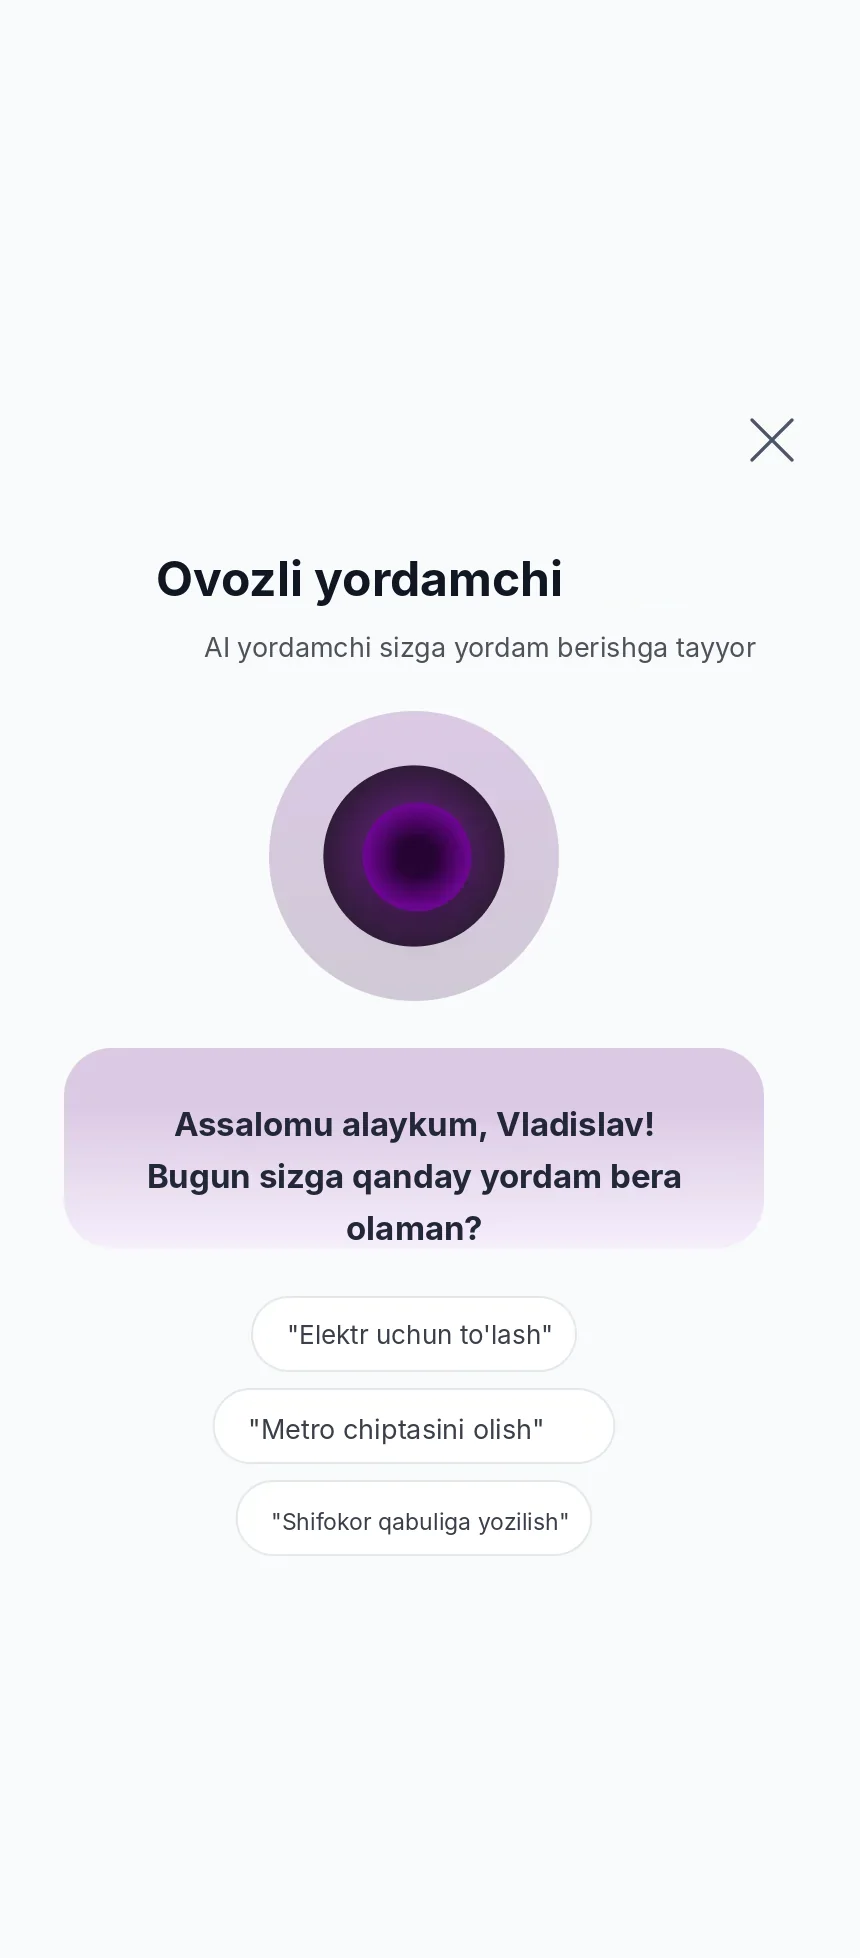 Ovozli yordamchi
AI yordamchi sizga yordam berishga tayyor
Assalomu alaykum, Vladislav!
Bugun sizga qanday yordam bera
olaman?
"Elektr uchun to'lash"
"Metro chiptasini olish"
"Shifokor qabuliga yozilish"